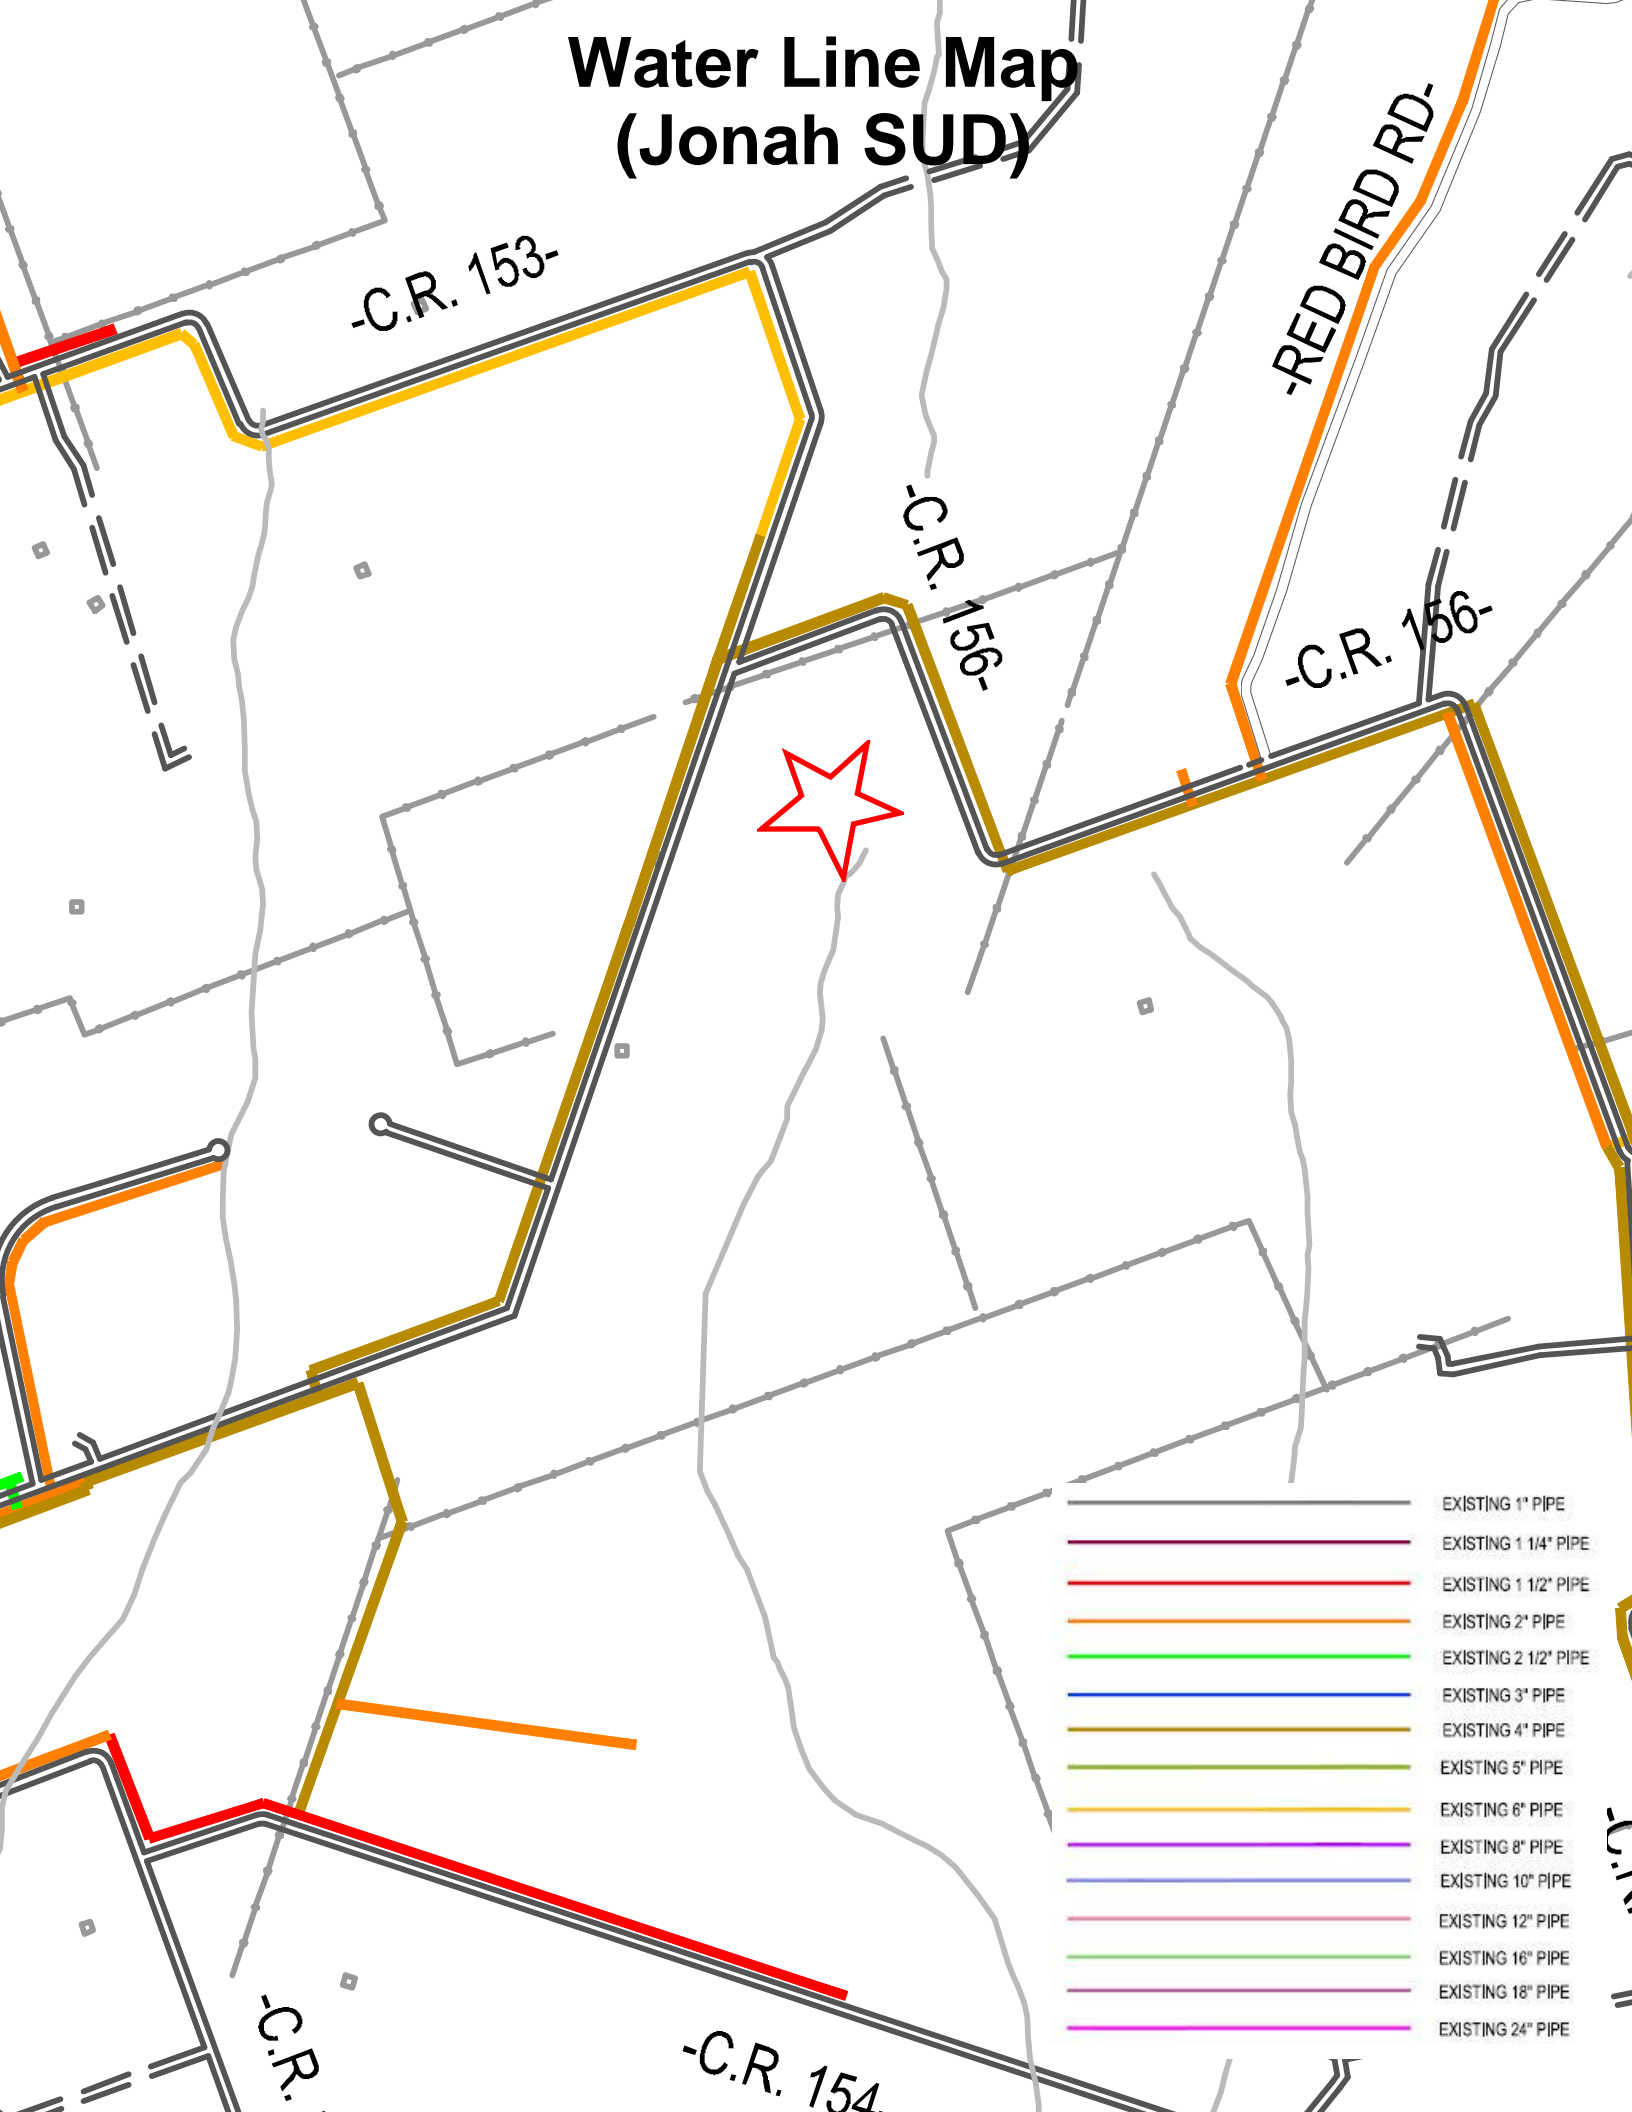 Water Line Map
(Jonah SUD)
-C.R. 153-
-RED BIRD RD-
-C.R. 156-
-C.R. 156-
EXISTING 1" PIPE
EXISTING 1 1/4" PIPE
EXISTING 1 1/2" PIPE
EXISTING 2" PIPE
EXISTING 2 1/2" PIPE
EXISTING 3" PIPE
EXISTING 4" PIPE
EXISTING 5" PIPE
EXISTING 6" PIPE
EXISTING 8" PIPE
EXISTING 10" PIPE
EXISTING 12" PIPE
EXISTING 16" PIPE
EXISTING 18" PIPE
EXISTING 24" PIPE
-C.R.
-C.R.
-C.R. 154-